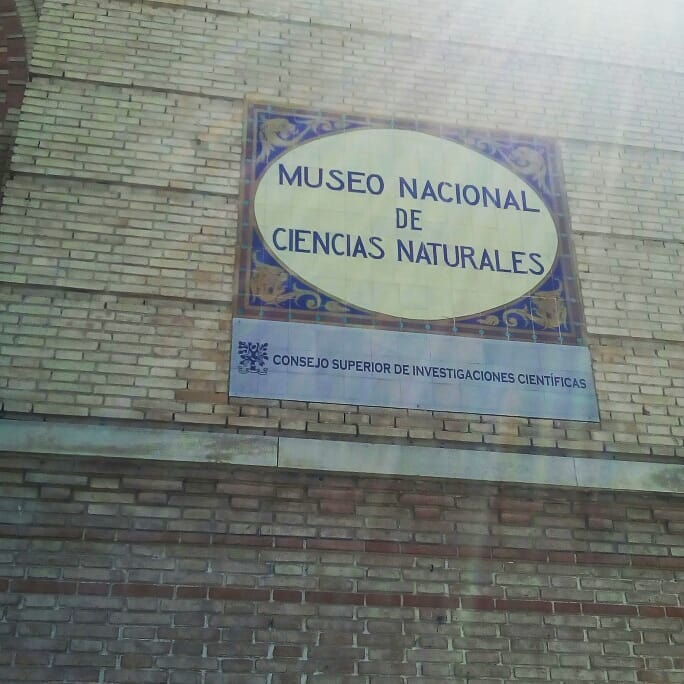 MUSEO NACIONAL
DE
CIENCIAS NATURALES
CONSEJO SUPERIOR DE INVESTIGACIONES CIENTÍFICAS